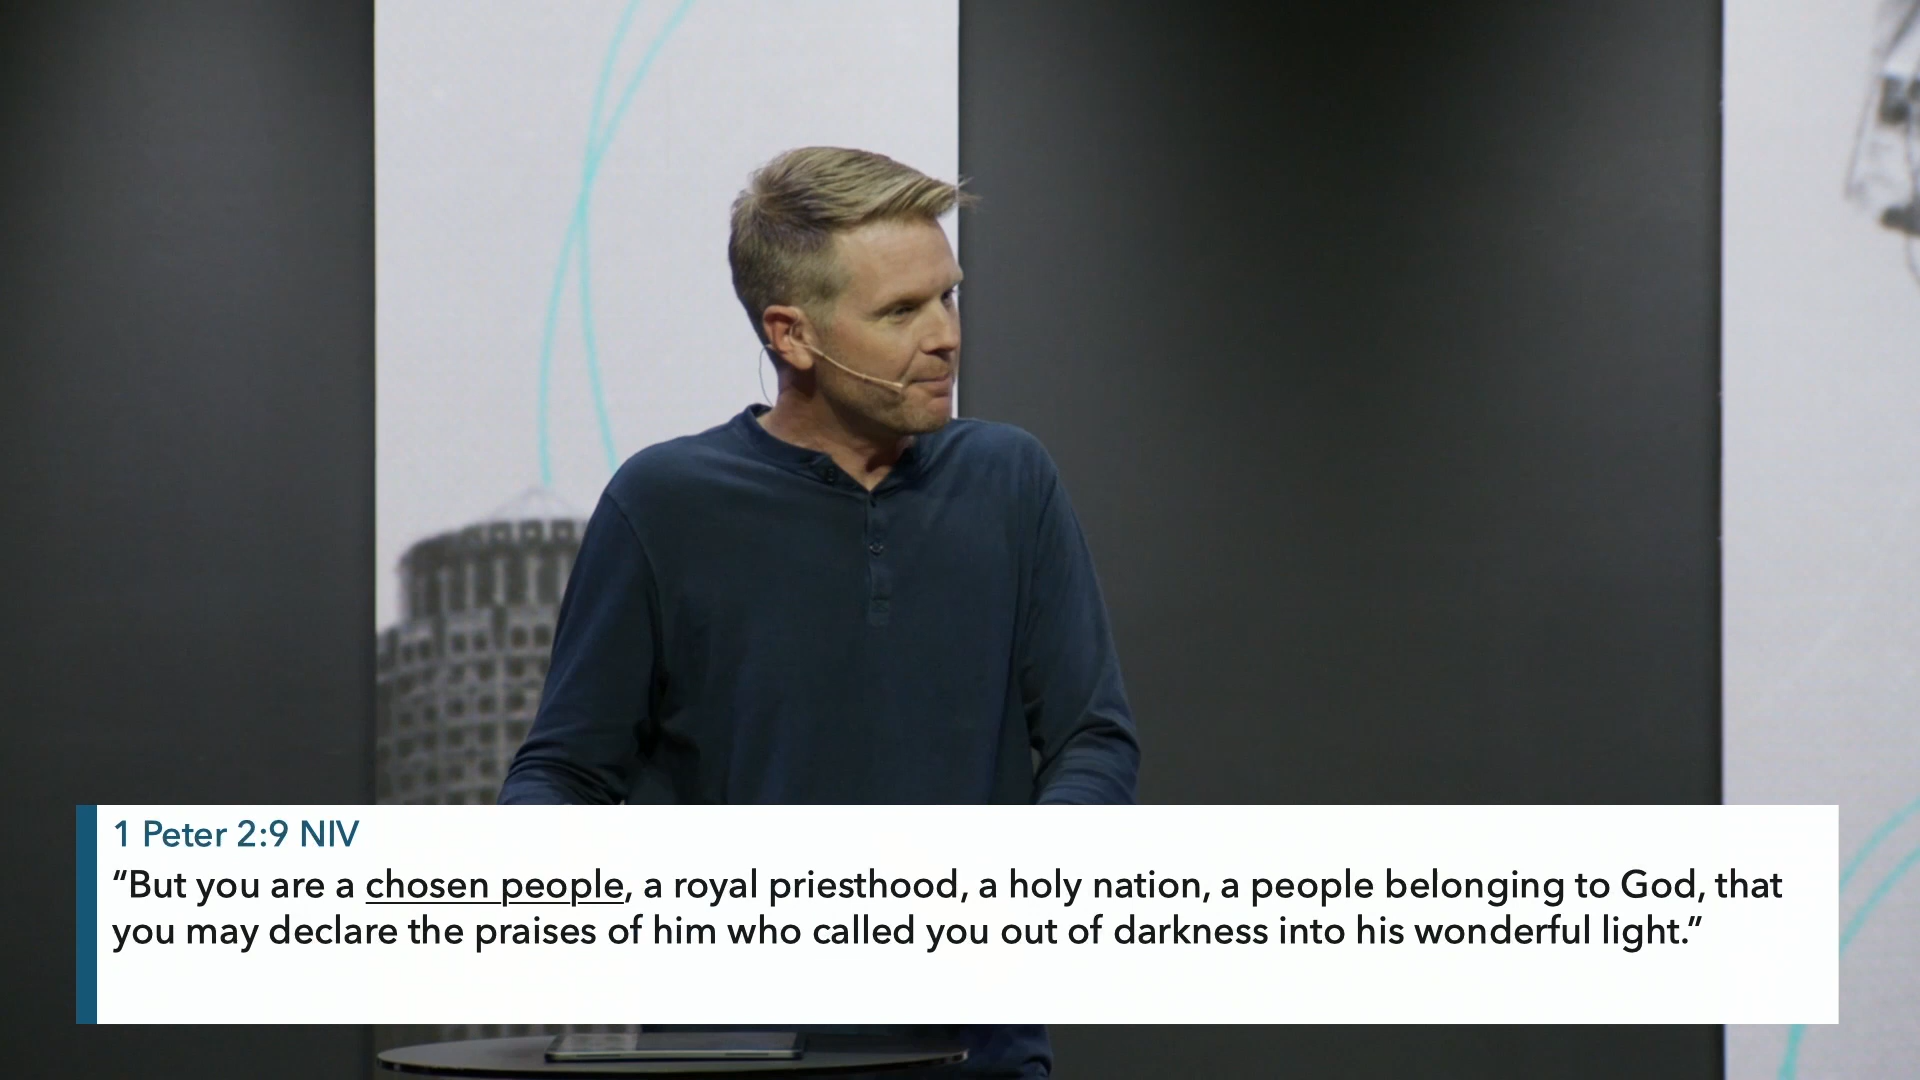 1 Peter 2:9 NIV
“But you are a chosen people, a royal priesthood, a holy nation, a people belonging to God, that
you may declare the praises of him who called you out of darkness into his wonderful light.”